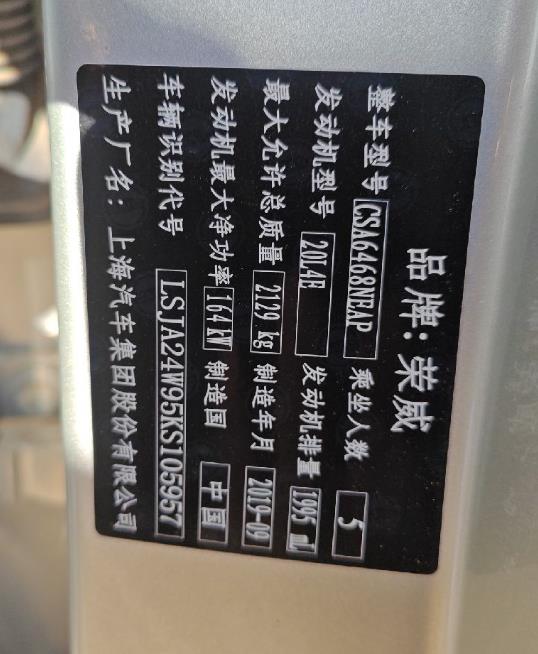 品牌: 荣威
整车型号 CSA6468NEAP 乘坐人数 5
发动机型号 20L4E 发动机排量 1995 ml
最大允许总质量 2129 kg 制造年月 2019-09
发动机最大净功率 164 kW 制造国 中国
车辆识别代号 LSJA24W95KS105957
生产厂名: 上海汽车集团股份有限公司